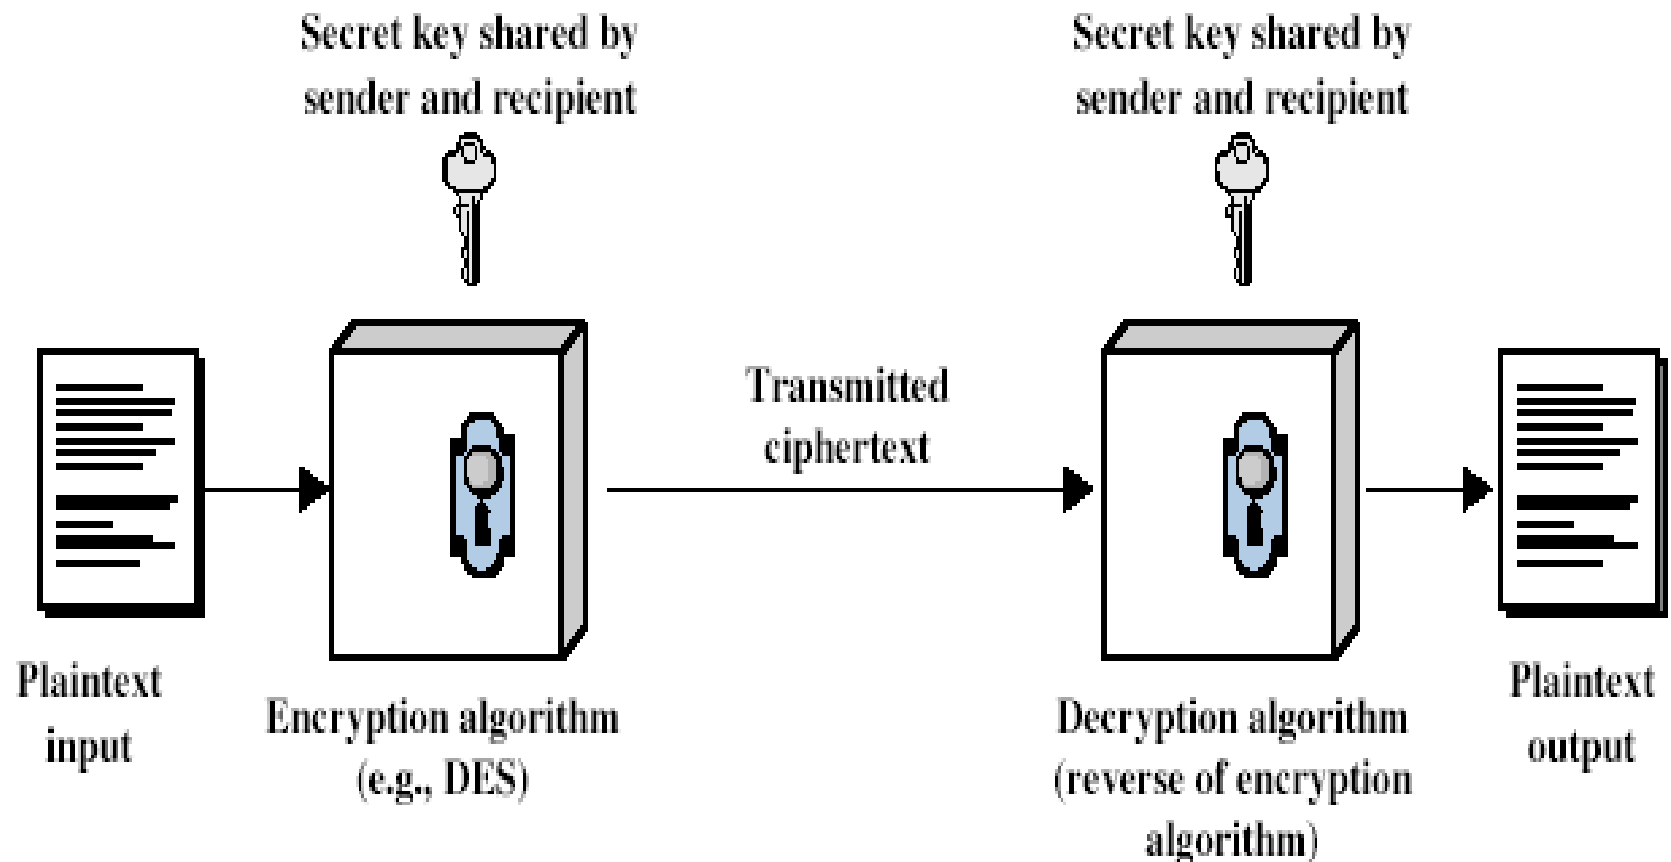 Secret key shared by
sender and recipient
Secret key shared by
sender and recipient
Transmitted
ciphertext
Plaintext
input
Encryption algorithm
(e.g., DES)
Decryption algorithm
(reverse of encryption
algorithm)
Plaintext
output